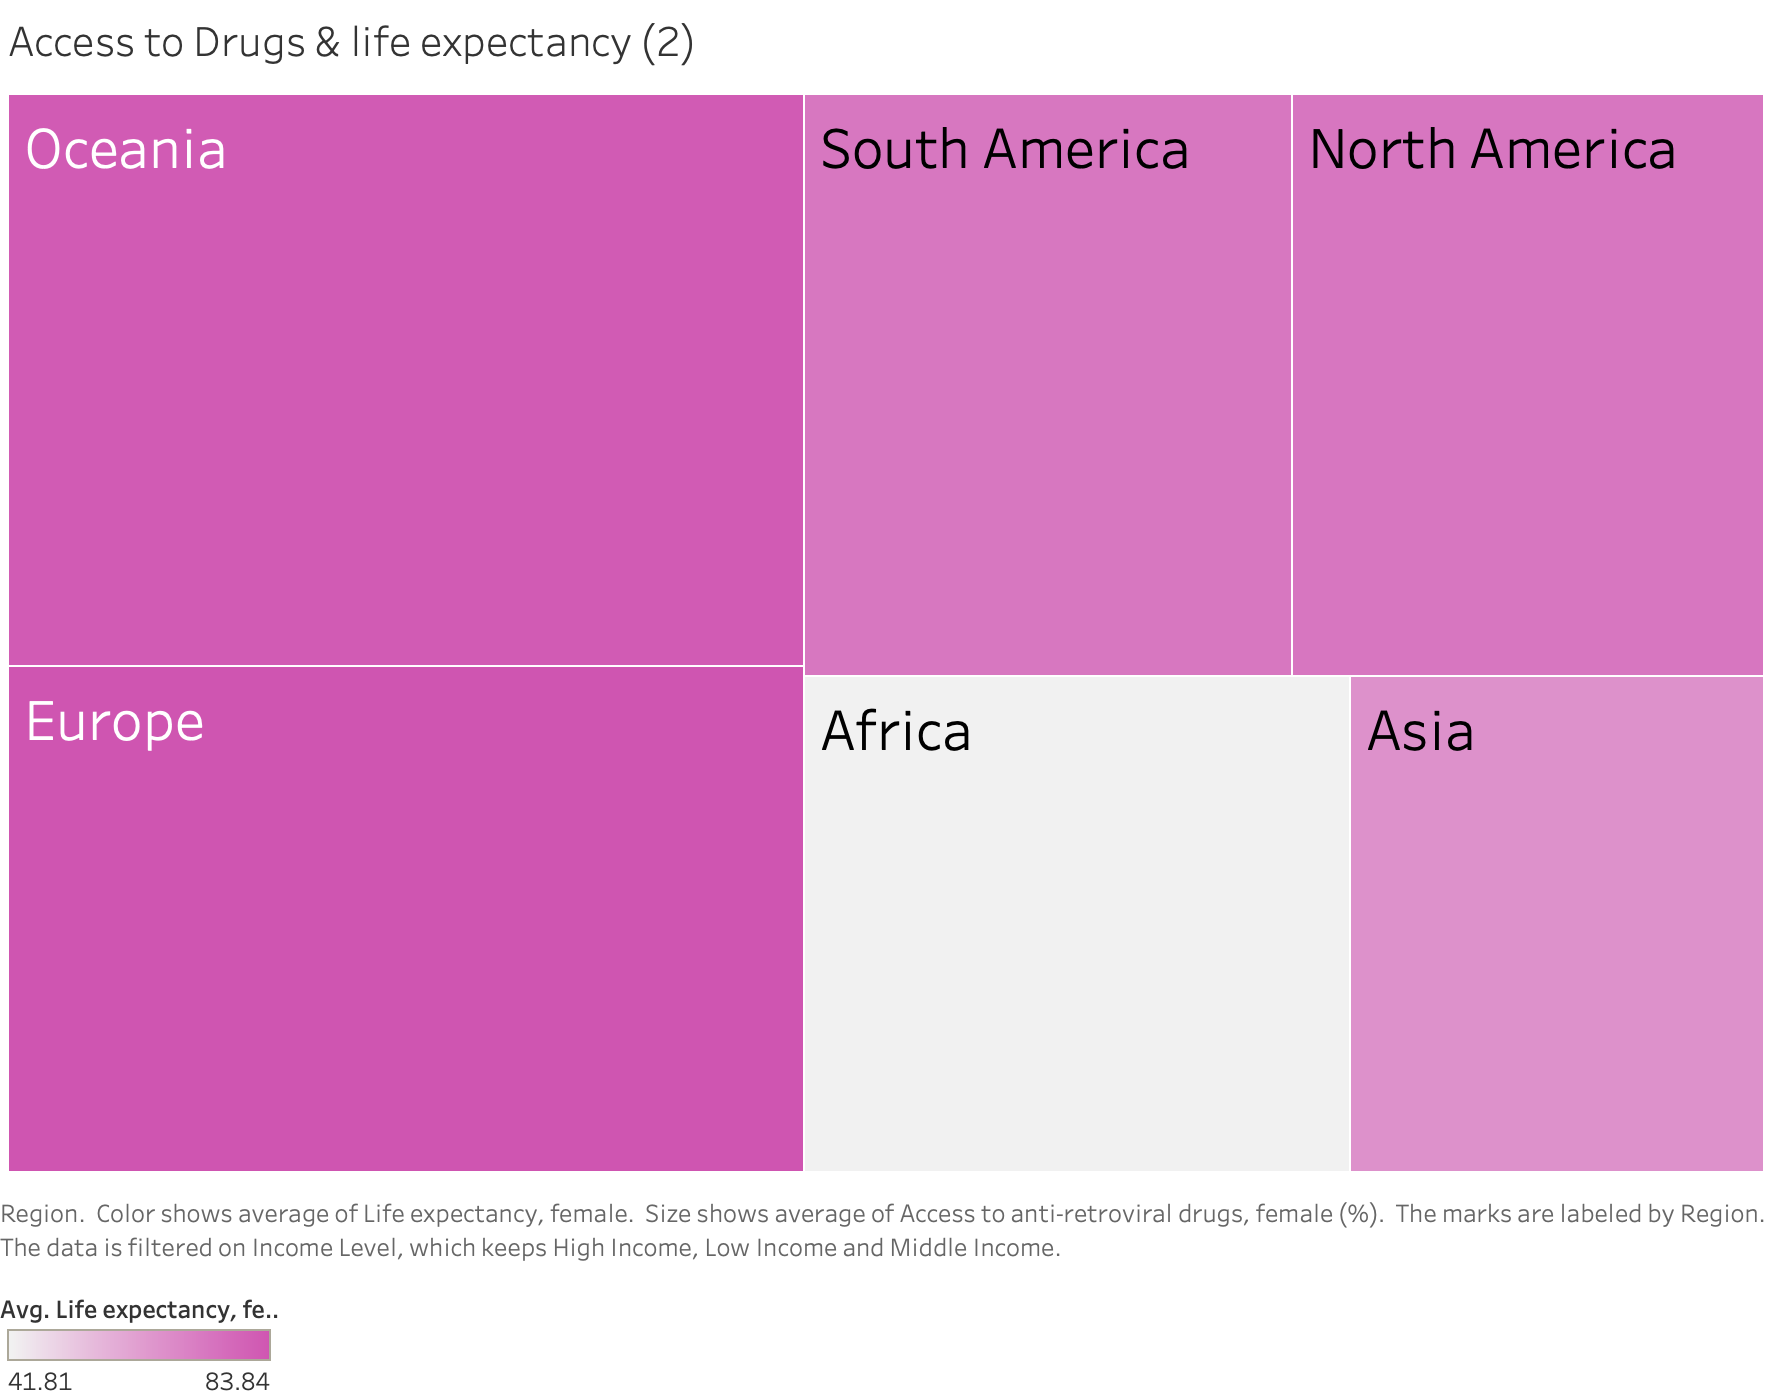 Access to Drugs & life expectancy (2)
Oceania
South America
North America
Europe
Africa
Asia
Region.  Color shows average of Life expectancy, female.  Size shows average of Access to anti-retroviral drugs, female (%).  The marks are labeled by Region.
The data is filtered on Income Level, which keeps High Income, Low Income and Middle Income.
Avg. Life expectancy, fe..
41.81
83.84